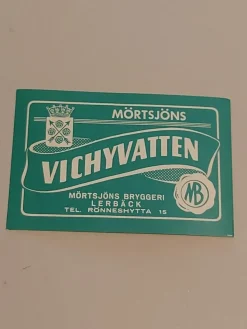 MÖRTSJÖNS
VICHYVATTEN
MÖRTSJÖNS BRYGGERI
LERBÄCK
TEL. RÖNNESHYTTA 15
MB